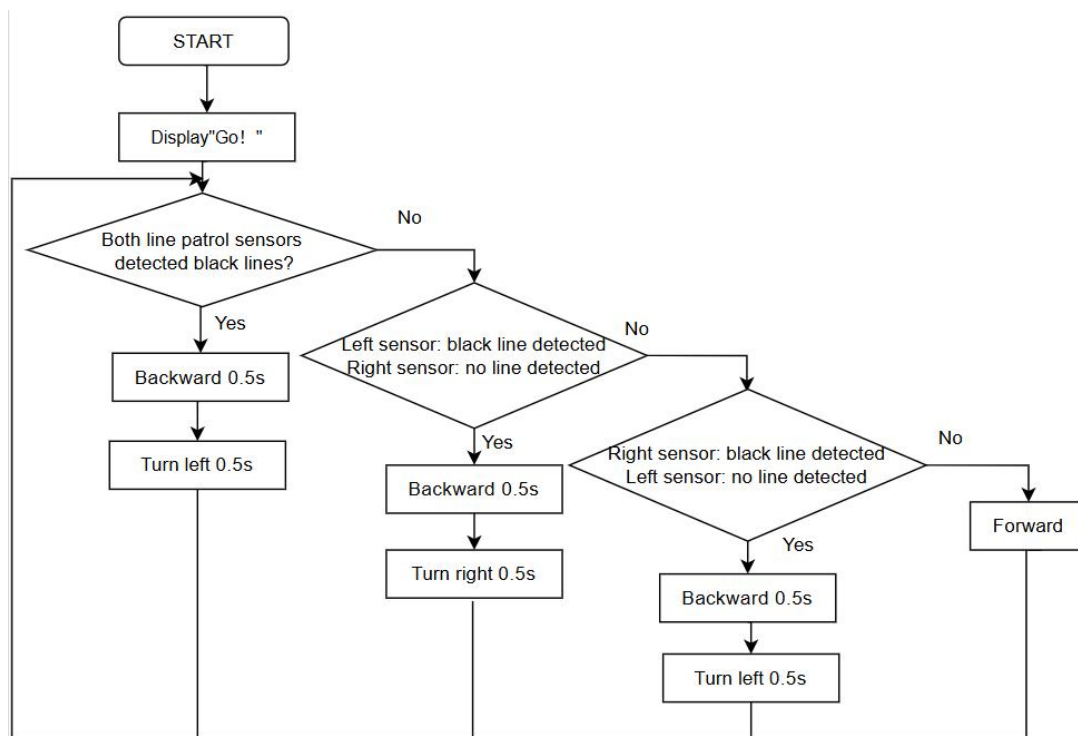 START
Display"Go! "
No
Both line patrol sensors
detected black lines?
Yes
No
Left sensor: black line detected
Right sensor: no line detected
Backward 0.5s
Turn left 0.5s
Yes
No
Right sensor: black line detected
Left sensor: no line detected
Backward 0.5s
Forward
Yes
Turn right 0.5s
Backward 0.5s
Turn left 0.5s